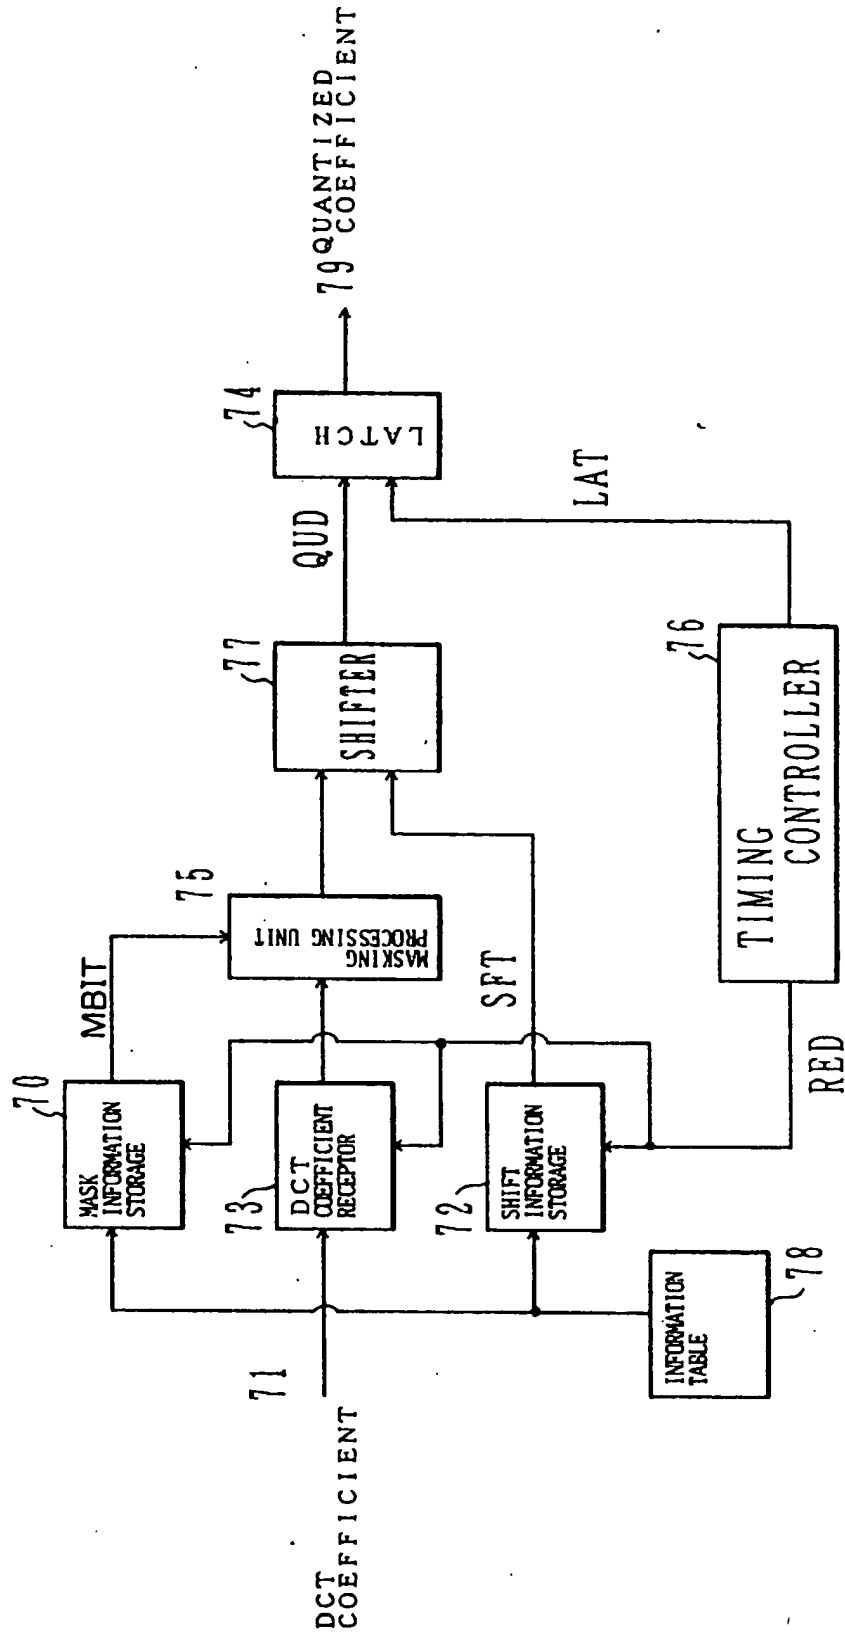 70
MASK
INFORMATION
STORAGE
MBIT
75
MASKING
PROCESSING UNIT
DCT
COEFFICIENT
71
73
DCT
COEFFICIENT
RECEPTOR
77
SHIFTER
QUD
74
LATCH
79
QUANTIZED
COEFFICIENT
72
SHIFT
INFORMATION
STORAGE
SFT
LAT
INFORMATION
TABLE
78
RED
76
TIMING
CONTROLLER